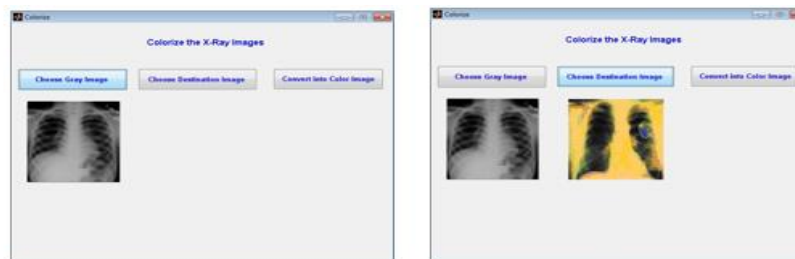 Colorize
Colorize the X-Ray Images
Choose Gray Image
Choose Destination Image
Convert into Color Image
Colorize
Colorize the X-Ray Images
Choose Gray Image
Choose Destination Image
Convert into Color Image